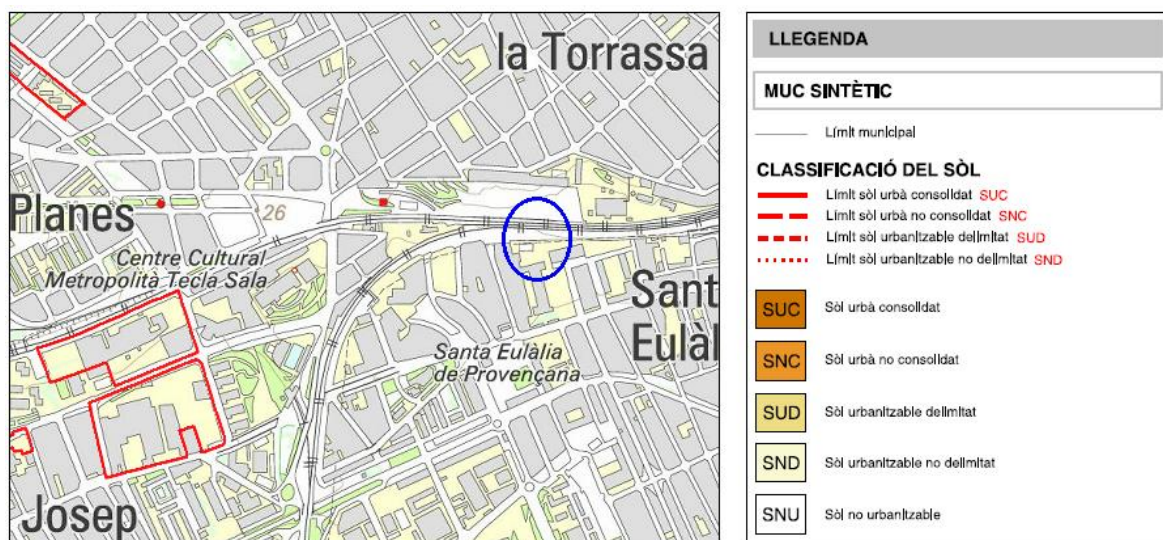 la Torrassa
Planes
26
Centre Cultural
Metropolità Tecla Sala
Sant
Eulàl
Santa Eulàlia
de Provençana
Josep
LLEGENDA
MUC SINTÈTIC
Límit municipal
CLASSIFICACIÓ DEL SÒL
Límit sòl urbà consolidat SUC
Límit sòl urbà no consolidat SNC
Límit sòl urbanitzable delimitat SUD
Límit sòl urbanitzable no delimitat SND
SUC Sòl urbà consolidat
SNC Sòl urbà no consolidat
SUD Sòl urbanitzable delimitat
SND Sòl urbanitzable no delimitat
SNU Sòl no urbanitzable